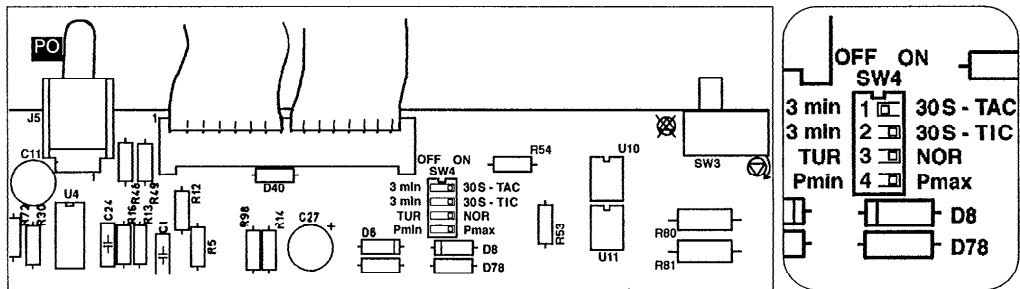 PO
J5
1
C11
1
R46
R49
R12
D40
U4
C24
R72
R30
R16
R13
C1
R5
R98
R14
C27
+
OFF ON
SW4
3 min 30S - TAC
3 min 30S - TIC
TUR NOR
Pmin Pmax
D6
D8
D78
R54
R53
U10
U11
SW3
R80
R81
OFF ON
SW4
3 min 1 30S - TAC
3 min 2 30S - TIC
TUR 3 NOR
Pmin 4 Pmax
D8
D78